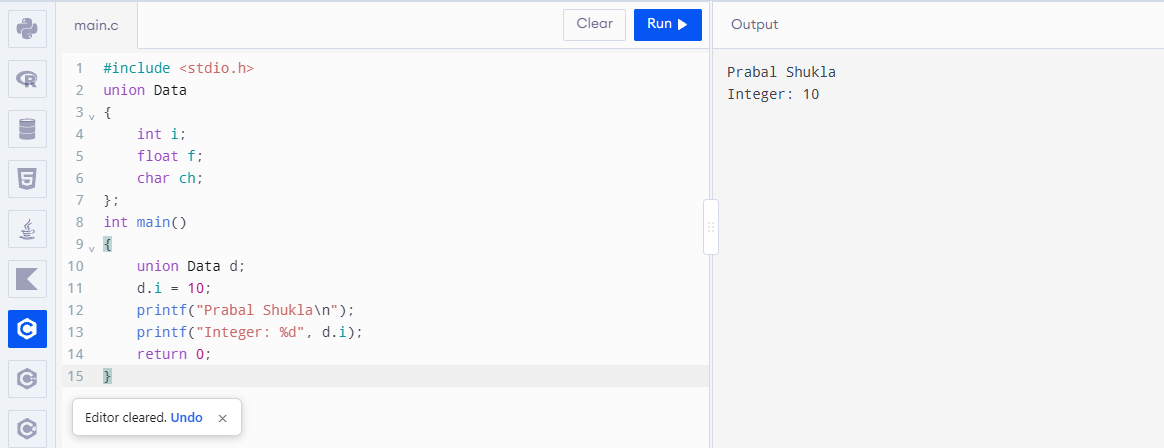 main.c
Clear
Run
Output
1 #include <stdio.h>
2 union Data
3 {
4     int i;
5     float f;
6     char ch;
7 };
8 int main()
9 {
10     union Data d;
11     d.i = 10;
12     printf("Prabal Shukla\n");
13     printf("Integer: %d", d.i);
14     return 0;
15 }
Editor cleared. Undo ×
Prabal Shukla
Integer: 10